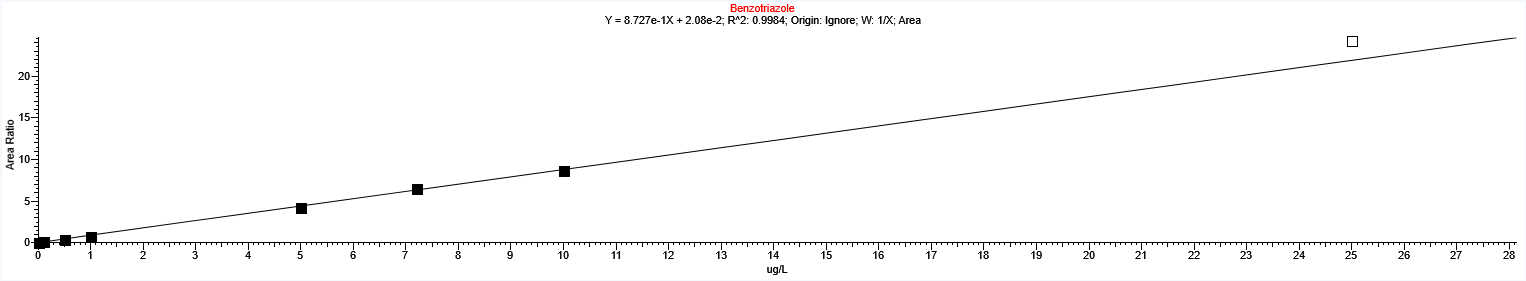 Benzotriazole
Y = 8.727e-1X + 2.08e-2; R^2: 0.9984; Origin: Ignore; W: 1/X; Area
Area Ratio
20
15
10
5
0
0 1 2 3 4 5 6 7 8 9 10 11 12 13 14 15 16 17 18 19 20 21 22 23 24 25 26 27 28
ug/L